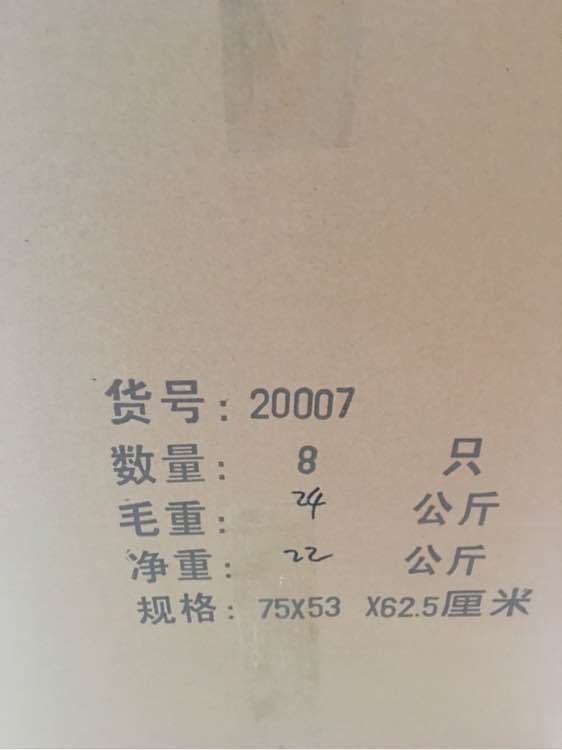 货号：20007
数量： 8 只
毛重： 24 公斤
净重： 22 公斤
规格：75X53 X62.5厘米